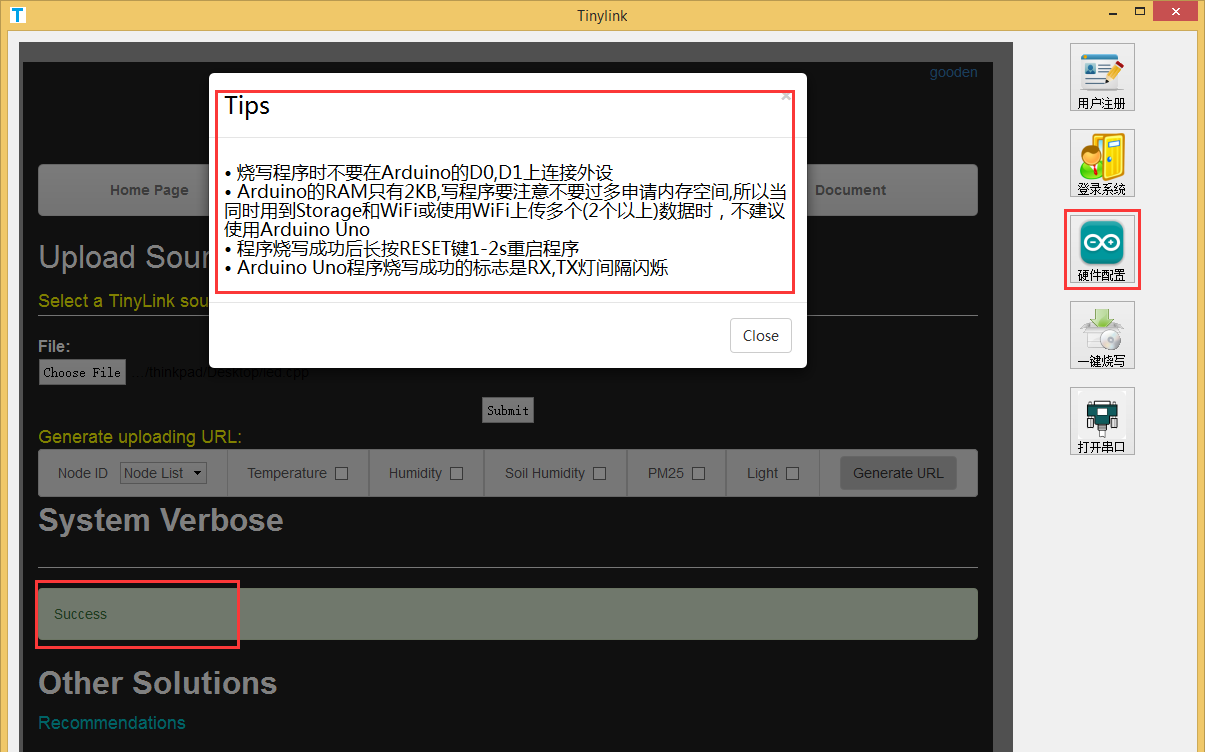 Tinylink
gooden
Tips
• 烧写程序时不要在Arduino的D0,D1上连接外设
• Arduino的RAM只有2KB,写程序要注意不要过多申请内存空间,所以当
同时用到Storage和WiFi或使用WiFi上传多个(2个以上)数据时，不建议
使用Arduino Uno
• 程序烧写成功后长按RESET键1-2s重启程序
• Arduino Uno程序烧写成功的标志是RX,TX灯间隔闪烁
Close
Home Page
Document
Upload Sour
Select a TinyLink sou
File:
Choose File
.../thinkpad/Desktop/led.cpp
Submit
Generate uploading URL:
Node ID Node List Temperature Humidity Soil Humidity PM25 Light Generate URL
System Verbose
Success
Other Solutions
Recommendations
用户注册
登录系统
硬件配置
一键烧写
打开串口